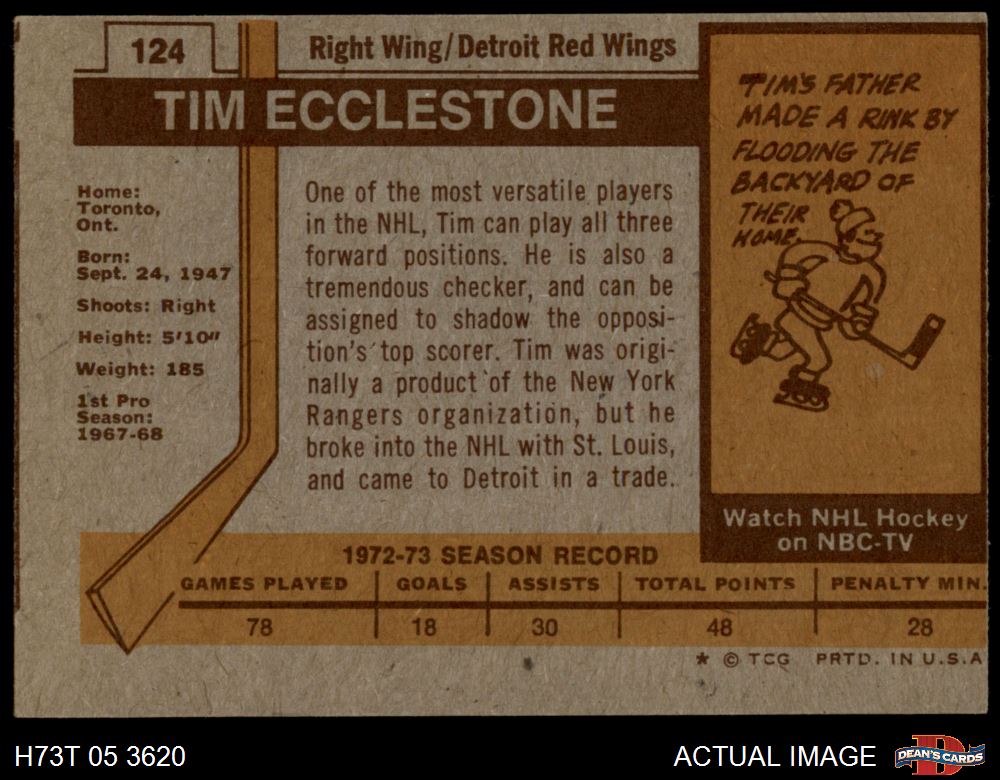 124
Right Wing/Detroit Red Wings
TIM ECCLESTONE
Home:
Toronto,
Ont.
Born:
Sept. 24, 1947
Shoots: Right
Height: 5'10"
Weight: 185
1st Pro
Season:
1967-68
One of the most versatile players
in the NHL, Tim can play all three
forward positions. He is also a
tremendous checker, and can be
assigned to shadow the opposi-
tion's top scorer. Tim was origi-
nally a product of the New York
Rangers organization, but he
broke into the NHL with St. Louis,
and came to Detroit in a trade.
TIM'S FATHER
MADE A RINK BY
FLOODING THE
BACKYARD OF
THEIR
HOME.
Watch NHL Hockey
on NBC-TV
1972-73 SEASON RECORD
GAMES PLAYED GOALS ASSISTS TOTAL POINTS PENALTY MIN.
78 18 30 48 28
* © TCG PRTD. IN U.S.A
H73T 05 3620
ACTUAL IMAGE
DEAN'S CARDS